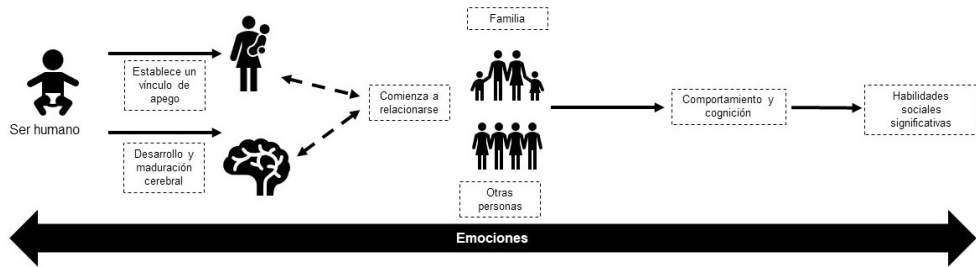 Ser humano
Establece un
vínculo de
apego
Desarrollo y
maduración
cerebral
Comienza a
relacionarse
Familia
Otras
personas
Comportamiento y
cognición
Habilidades
sociales
significativas
Emociones